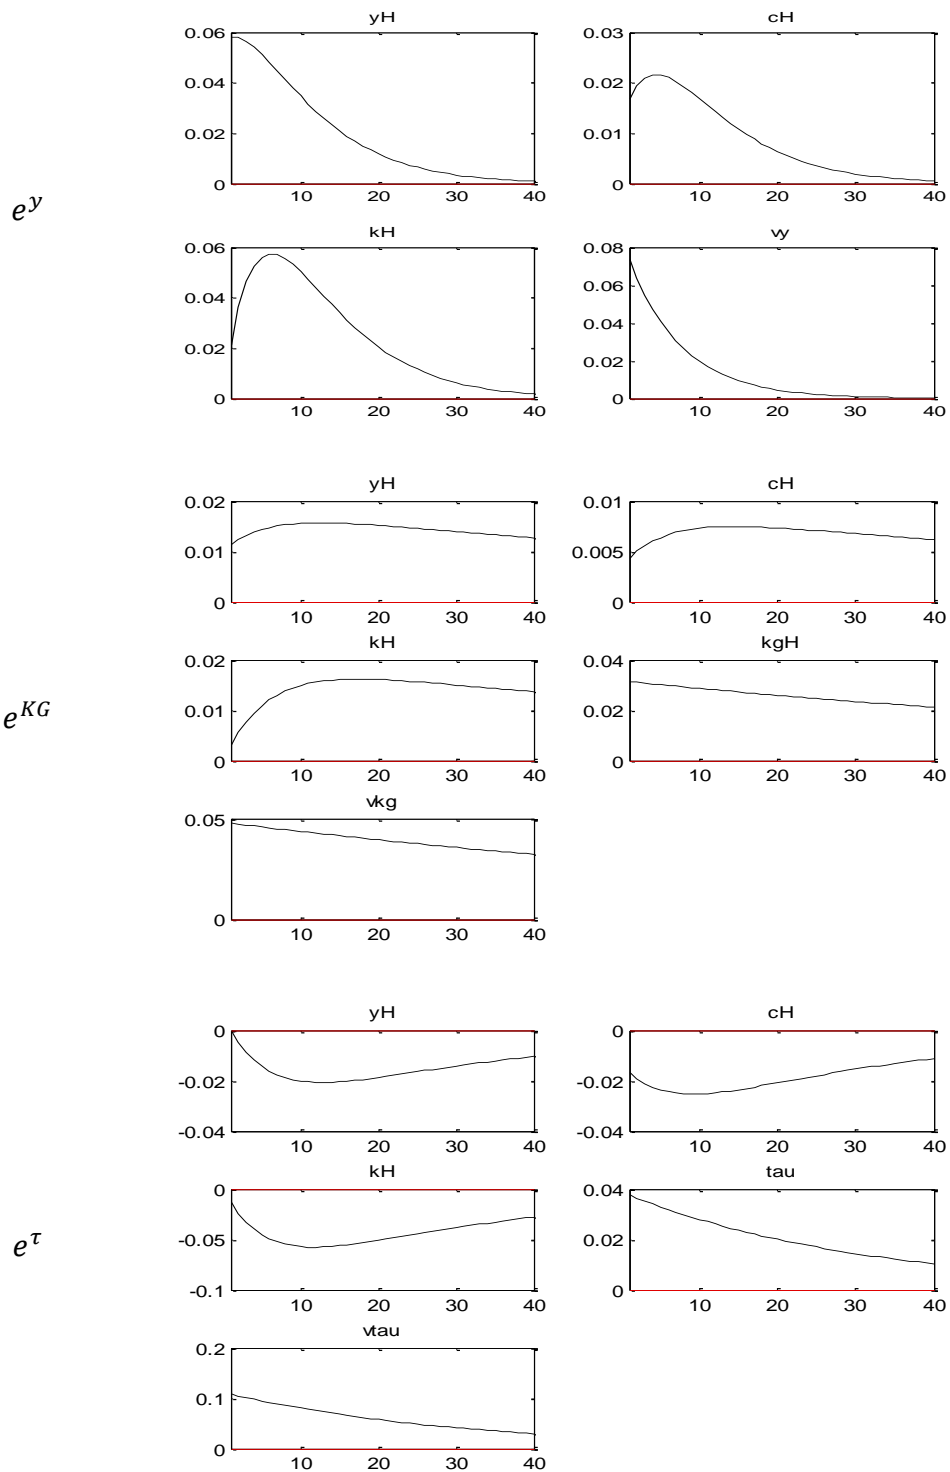 yH cH
0.06 0.03
0.04 0.02
0.02 0.01
0 0
10 20 30 40 10 20 30 40
e^y
kH vy
0.06 0.08
0.04 0.06
0.02 0.04
0 0.02
0
10 20 30 40 10 20 30 40
yH cH
0.02 0.01
0.01 0.005
0 0
10 20 30 40 10 20 30 40
kH kgH
0.02 0.04
e^{KG}
0.01 0.02
0 0
10 20 30 40 10 20 30 40
vkg
0.05
0
10 20 30 40
yH cH
0 0
-0.02 -0.02
-0.04 -0.04
10 20 30 40 10 20 30 40
kH tau
0 0.04
e^τ
-0.05 0.02
-0.1 0
10 20 30 40 10 20 30 40
vtau
0.2
0.1
0
10 20 30 40